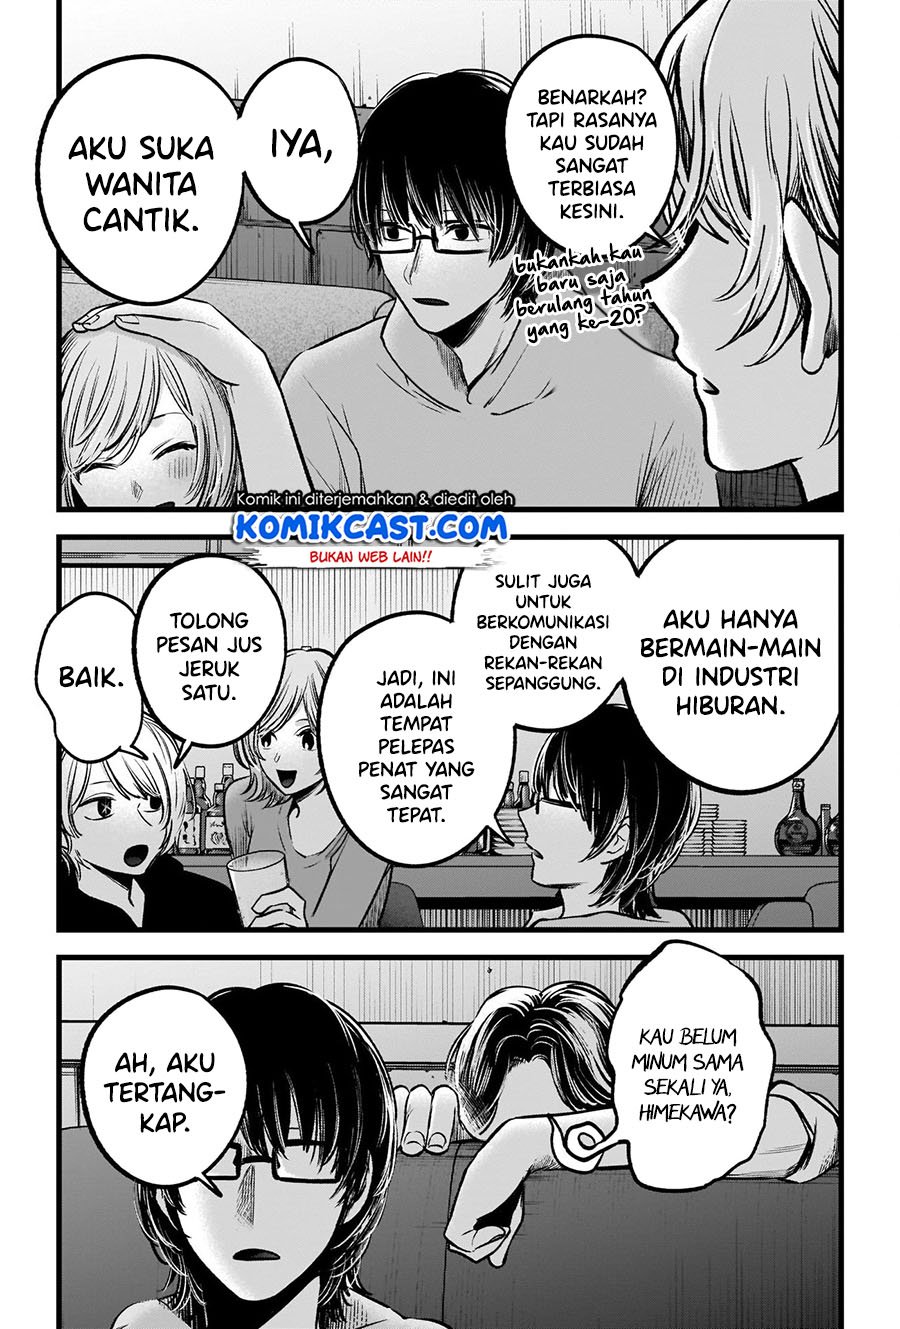 BENARKAH?
TAPI RASANYA
KAU SUDAH
SANGAT
TERBIASA
KESINI.
bukankah kau
baru saja
berulang tahun
yang ke-20?
IYA,
AKU SUKA
WANITA
CANTIK.
Komik ini diterjemahkan & diedit oleh
KOMIKCAST.COM
BUKAN WEB LAIN!!
AKU HANYA
BERMAIN-MAIN
DI INDUSTRI
HIBURAN.
SULIT JUGA
UNTUK
BERKOMUNIKASI
DENGAN
REKAN-REKAN
SEPANGGUNG.
JADI, INI
ADALAH
TEMPAT
PELEPAS
PENAT YANG
SANGAT
TEPAT.
TOLONG
PESAN JUS
JERUK
SATU.
BAIK.
KAU BELUM
MINUM SAMA
SEKALI YA,
HIMEKAWA?
AH, AKU
TERTANG-
KAP.